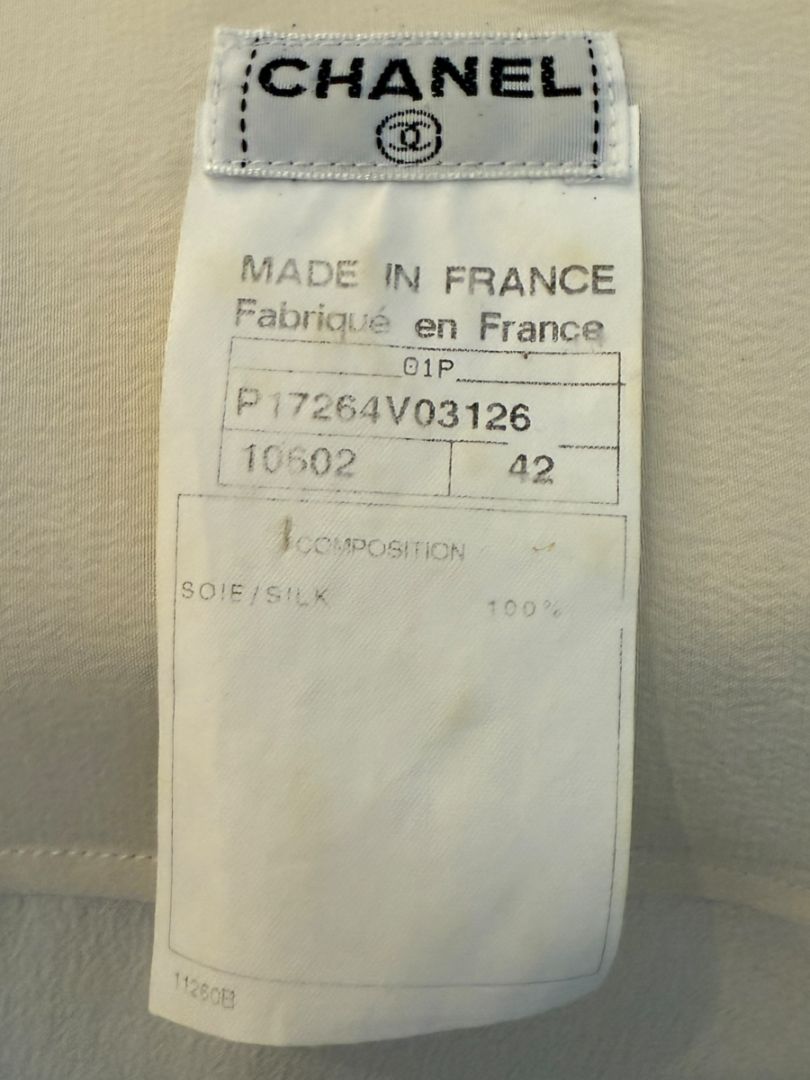 CHANEL
MADE IN FRANCE
Fabriqué en France
01P
P17264V03126
10602 42
COMPOSITION
SOIE/SILK 100%
11260B